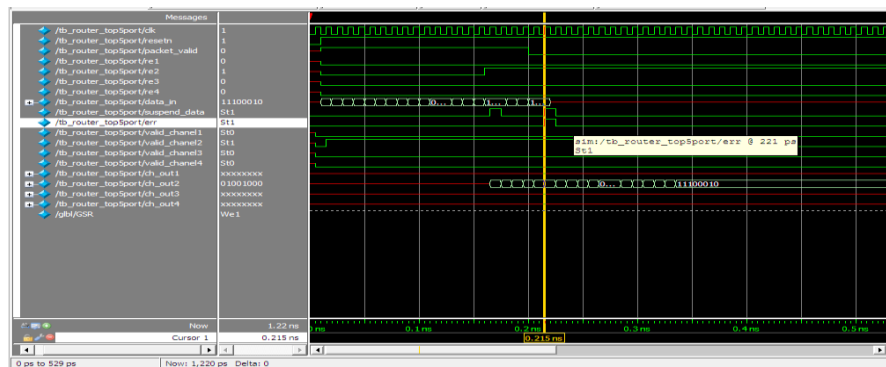 Messages
/tb_router_top5port/clk 1
/tb_router_top5port/resetn 1
/tb_router_top5port/packet_valid 0
/tb_router_top5port/re1 0
/tb_router_top5port/re2 1
/tb_router_top5port/re3 0
/tb_router_top5port/re4 0
/tb_router_top5port/data_in 11100010 )0... )1... )1...
/tb_router_top5port/suspend_data St1
/tb_router_top5port/err St1
/tb_router_top5port/valid_chanel1 St0
/tb_router_top5port/valid_chanel2 St1
sim:/tb_router_top5port/err @ 221 ps
/tb_router_top5port/valid_chanel3 St0
St1
/tb_router_top5port/valid_chanel4 St0
/tb_router_top5port/ch_out1 xxxxxxxx
/tb_router_top5port/ch_out2 01001000 )0... 11100010
/tb_router_top5port/ch_out3 xxxxxxxx
/tb_router_top5port/ch_out4 xxxxxxxx
/glbl/GSR We1
Now 1.22 ns ns 0.1 ns 0.2 ns 0.3 ns 0.4 ns 0.5 ns
Cursor 1 0.215 ns 0.215 ns
0 ps to 529 ps Now: 1,220 ps Delta: 0